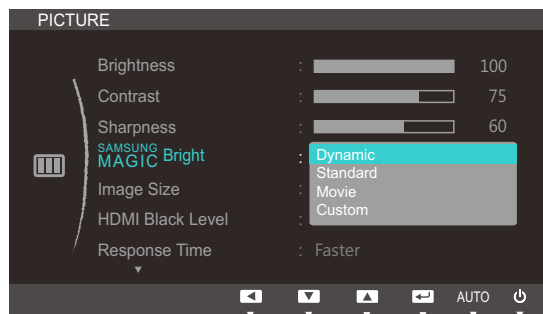 PICTURE
Brightness : 100
Contrast : 75
Sharpness : 60
SAMSUNG
MAGIC Bright : Dynamic
Standard
Image Size : Movie
Custom
HDMI Black Level :
Response Time : Faster
AUTO